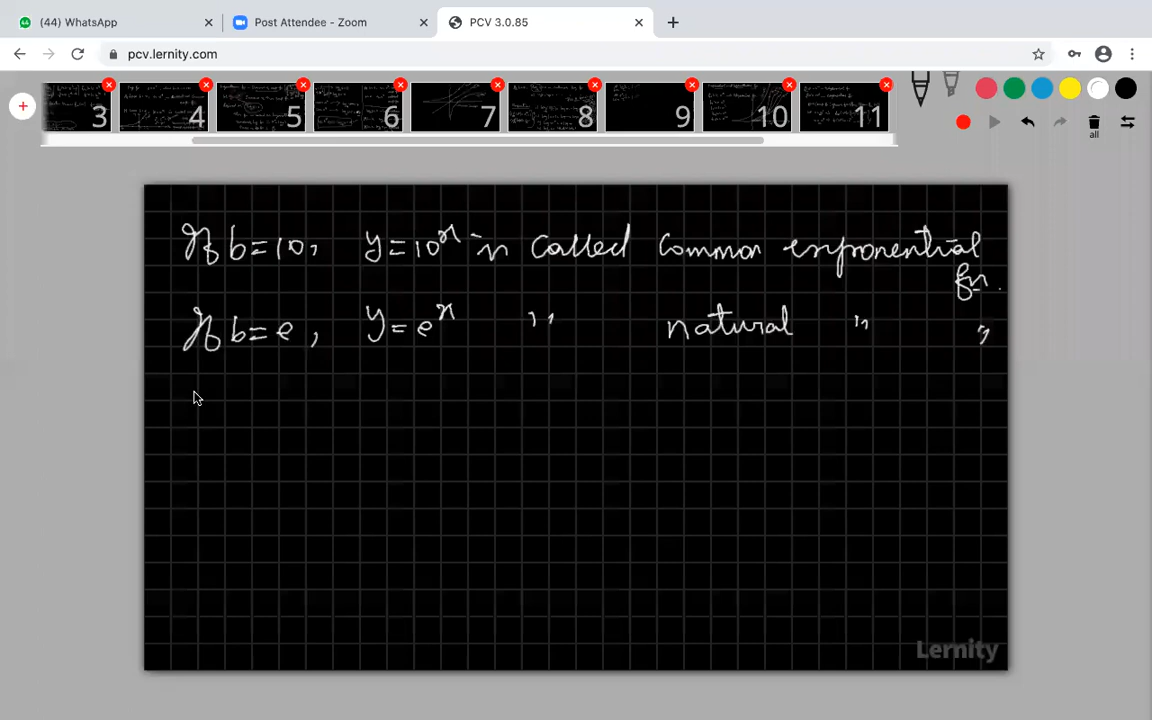 (44) WhatsApp
Post Attendee - Zoom
PCV 3.0.85
pcv.lernity.com
3 4 5 6 7 8 9 10 11
all
If b=10, y=10^x is called common exponential
fn.
If b=e, y=e^x " natural " "
Lernity